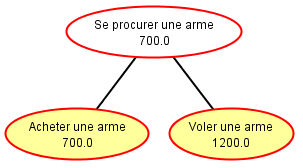 Se procurer une arme
700.0
Acheter une arme
700.0
Voler une arme
1200.0